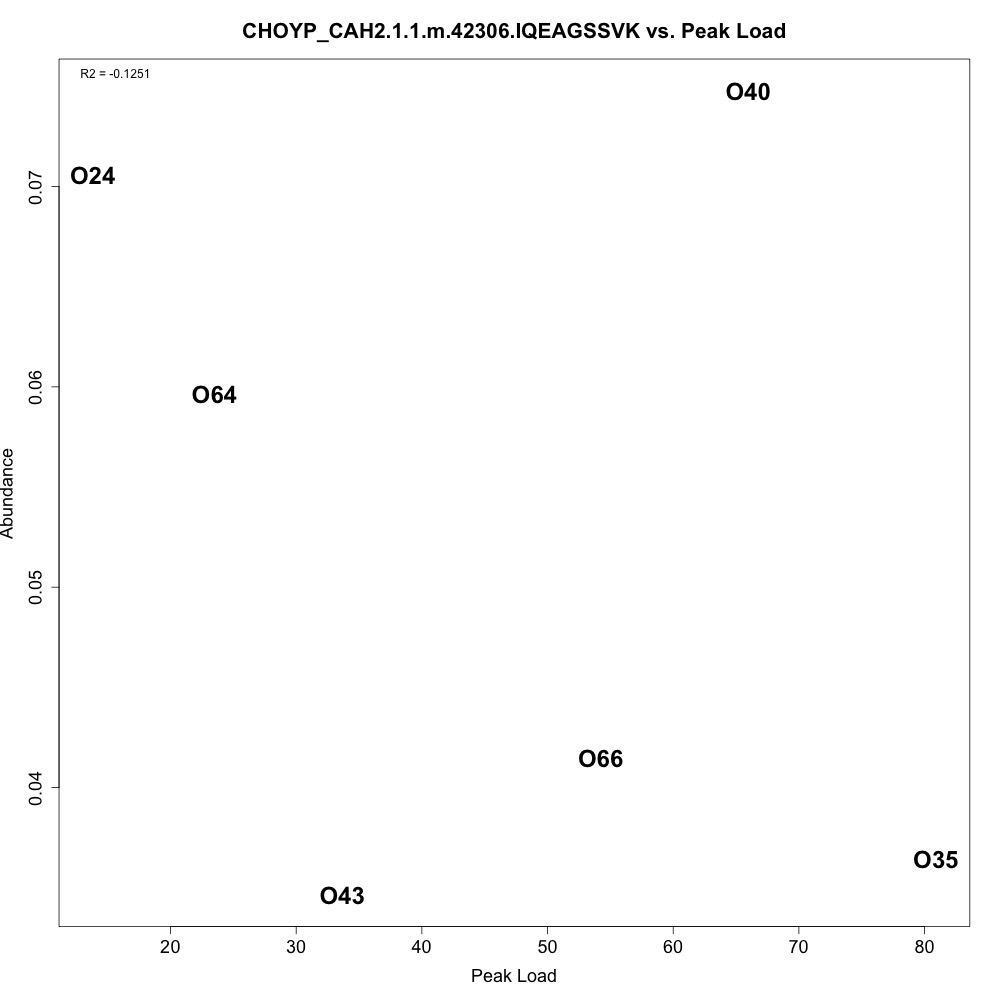 CHOYP_CAH2.1.1.m.42306.IQEAGSSVK vs. Peak Load
R2 = -0.1251
O40
O24
0.07
O64
0.06
Abundance
0.05
O66
0.04
O35
O43
20 30 40 50 60 70 80
Peak Load